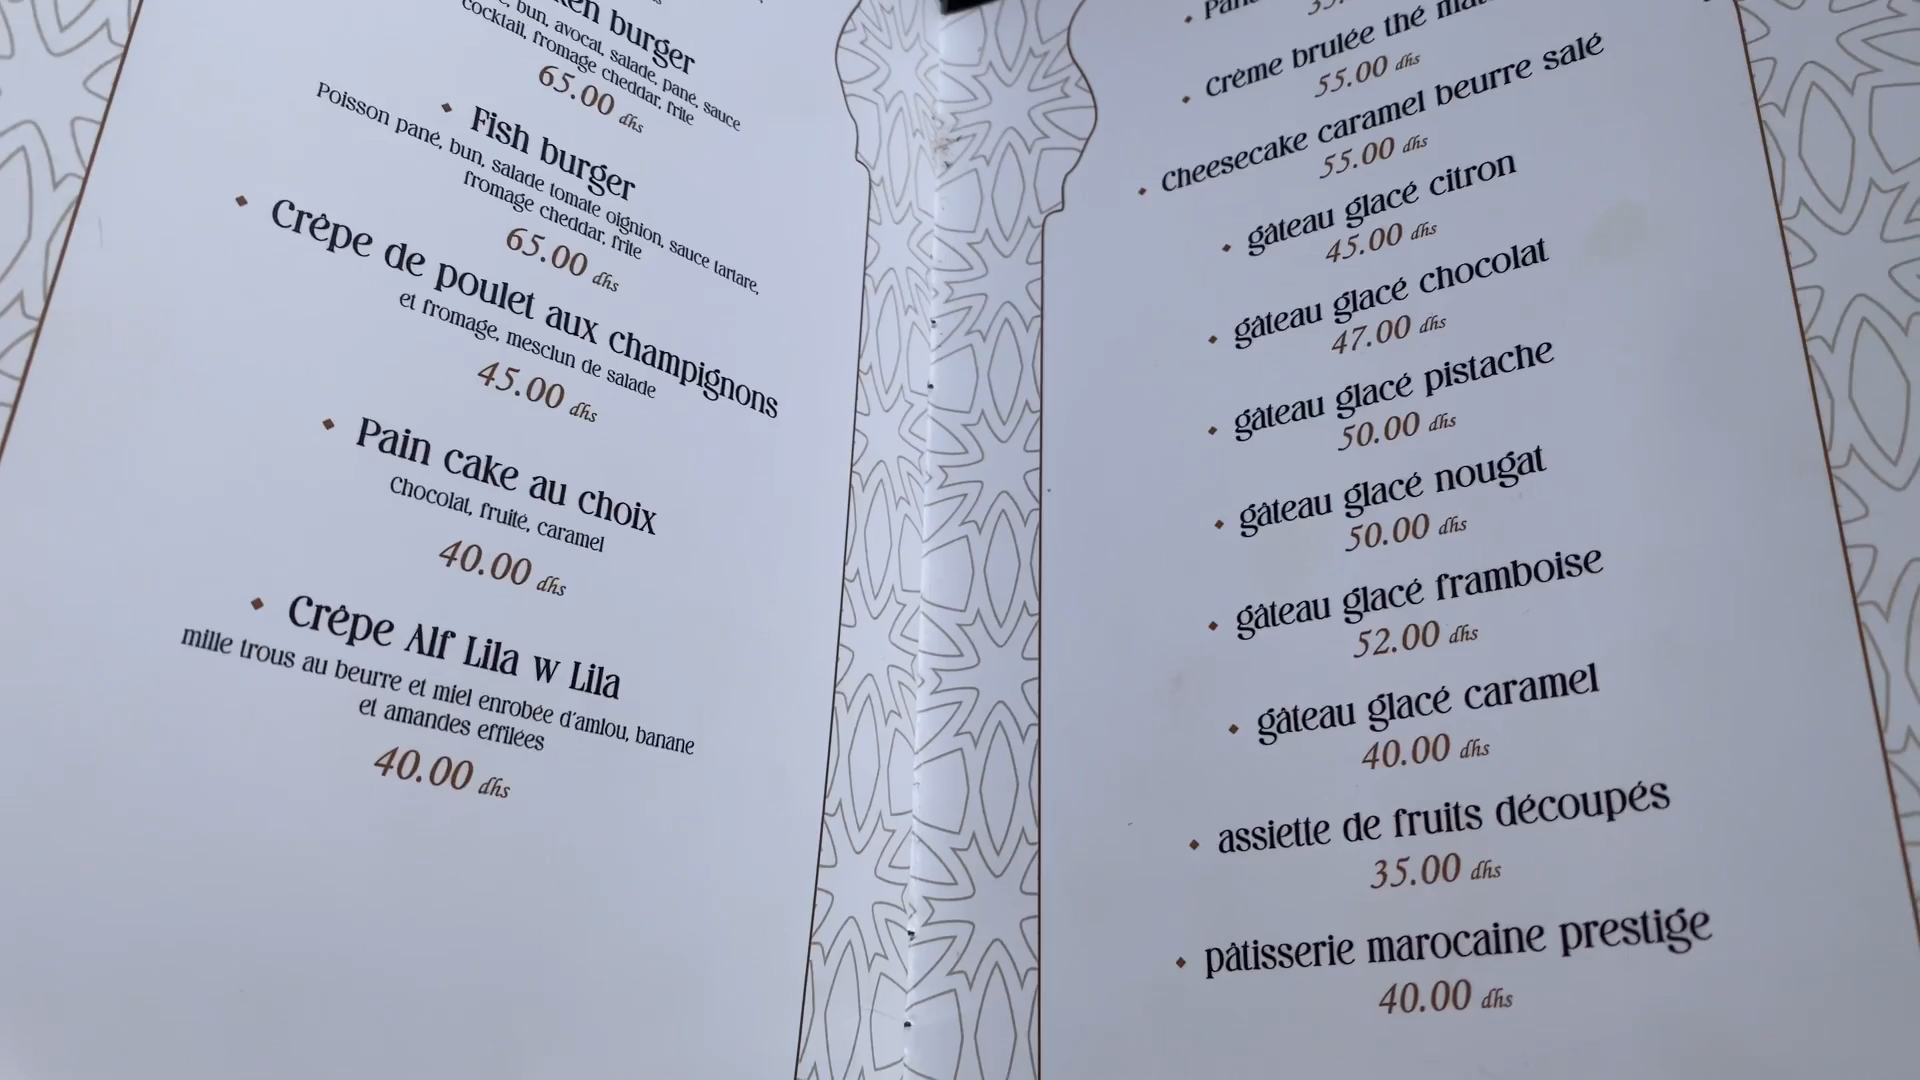 burger
bun, avocat, salade, pané, sauce
cocktail, fromage cheddar, frite
65.00 dhs
Fish burger
Poisson pané, bun, salade tomate oignion, sauce tartare,
fromage cheddar, frite
65.00 dhs
Crêpe de poulet aux champignons
et fromage, mesclun de salade
45.00 dhs
Pain cake au choix
Chocolat, fruité, caramel
40.00 dhs
Crêpe Alf Lila w Lila
mille trous au beurre et miel enrobée d'amlou, banane
et amandes effilées
40.00 dhs
Crème brulée thé
55.00 dhs
Cheesecake caramel beurre salé
55.00 dhs
gâteau glacé citron
45.00 dhs
gâteau glacé chocolat
47.00 dhs
gâteau glacé pistache
50.00 dhs
gâteau glacé nougat
50.00 dhs
gâteau glacé framboise
52.00 dhs
gâteau glacé caramel
40.00 dhs
assiette de fruits découpés
35.00 dhs
pâtisserie marocaine prestige
40.00 dhs